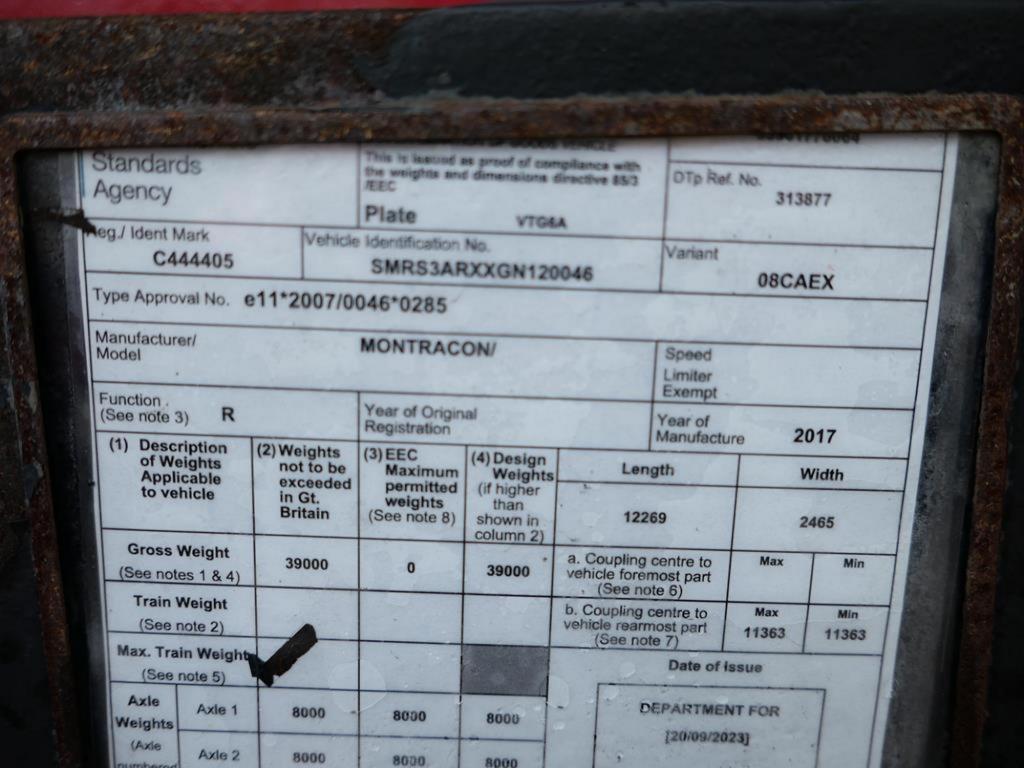 Standards
Agency
This is issued as proof of compliance with
the weights and dimensions directive 85/3
/EEC
Plate VTG6A
DTp Ref. No.
313877
Reg./ Ident Mark
C444405
Vehicle Identification No.
SMRS3ARXXGN120046
Variant
08CAEX
Type Approval No. e11*2007/0046*0285
Manufacturer/
Model
MONTRACON/
Speed
Limiter
Exempt
Function .
(See note 3) R
Year of Original
Registration
Year of
Manufacture 2017
(1) Description
of Weights
Applicable
to vehicle
(2) Weights
not to be
exceeded
in Gt.
Britain
(3) EEC
Maximum
permitted
weights
(See note 8)
(4) Design
Weights
(if higher
than
shown in
column 2)
Length
12269
Width
2465
Gross Weight
(See notes 1 & 4)
39000
0
39000
a. Coupling centre to
vehicle foremost part
(See note 6)
Max
Min
Train Weight
(See note 2)
b. Coupling centre to
vehicle rearmost part
(See note 7)
Max
11363
Min
11363
Max. Train Weight
(See note 5)
Date of Issue
DEPARTMENT FOR
[20/09/2023]
Axle
Weights
(Axle
numbered
Axle 1
8000
8000
8000
Axle 2
8000
8000
8000